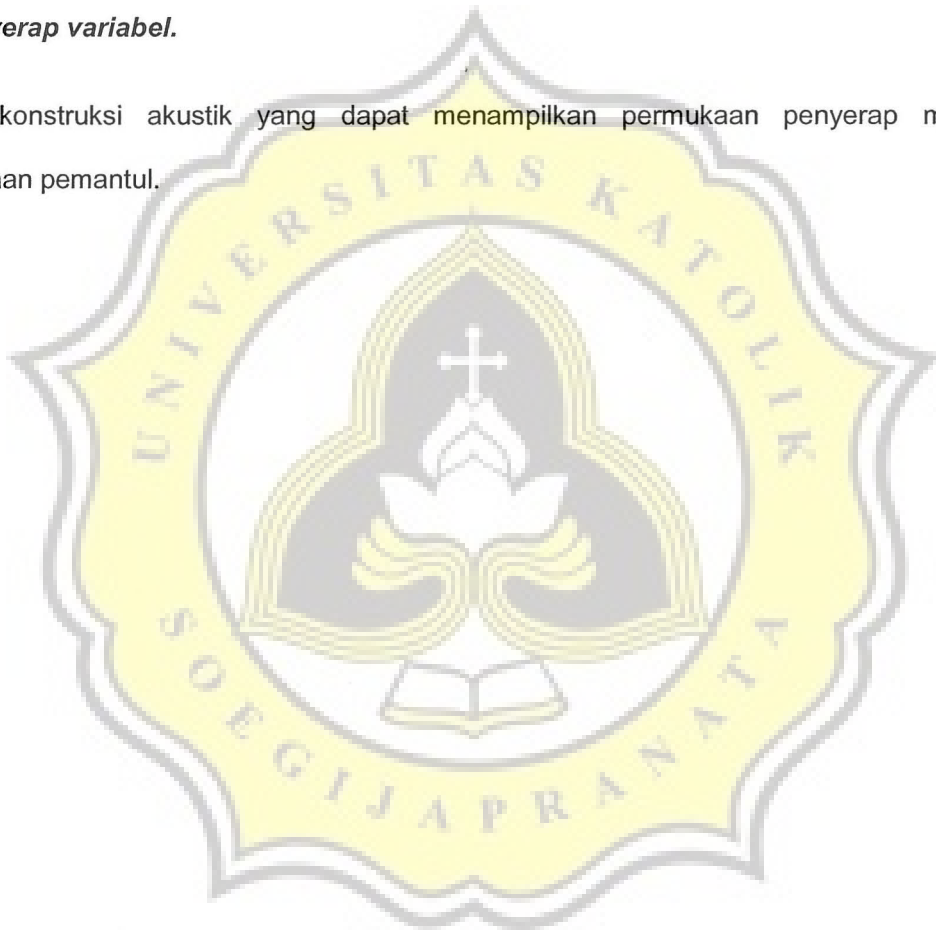 erap variabel.
konstruksi akustik yang dapat menampilkan permukaan penyerap m
an pemantul.
UNIVERSITAS KATOLIK
SOEGIJAPRANATA